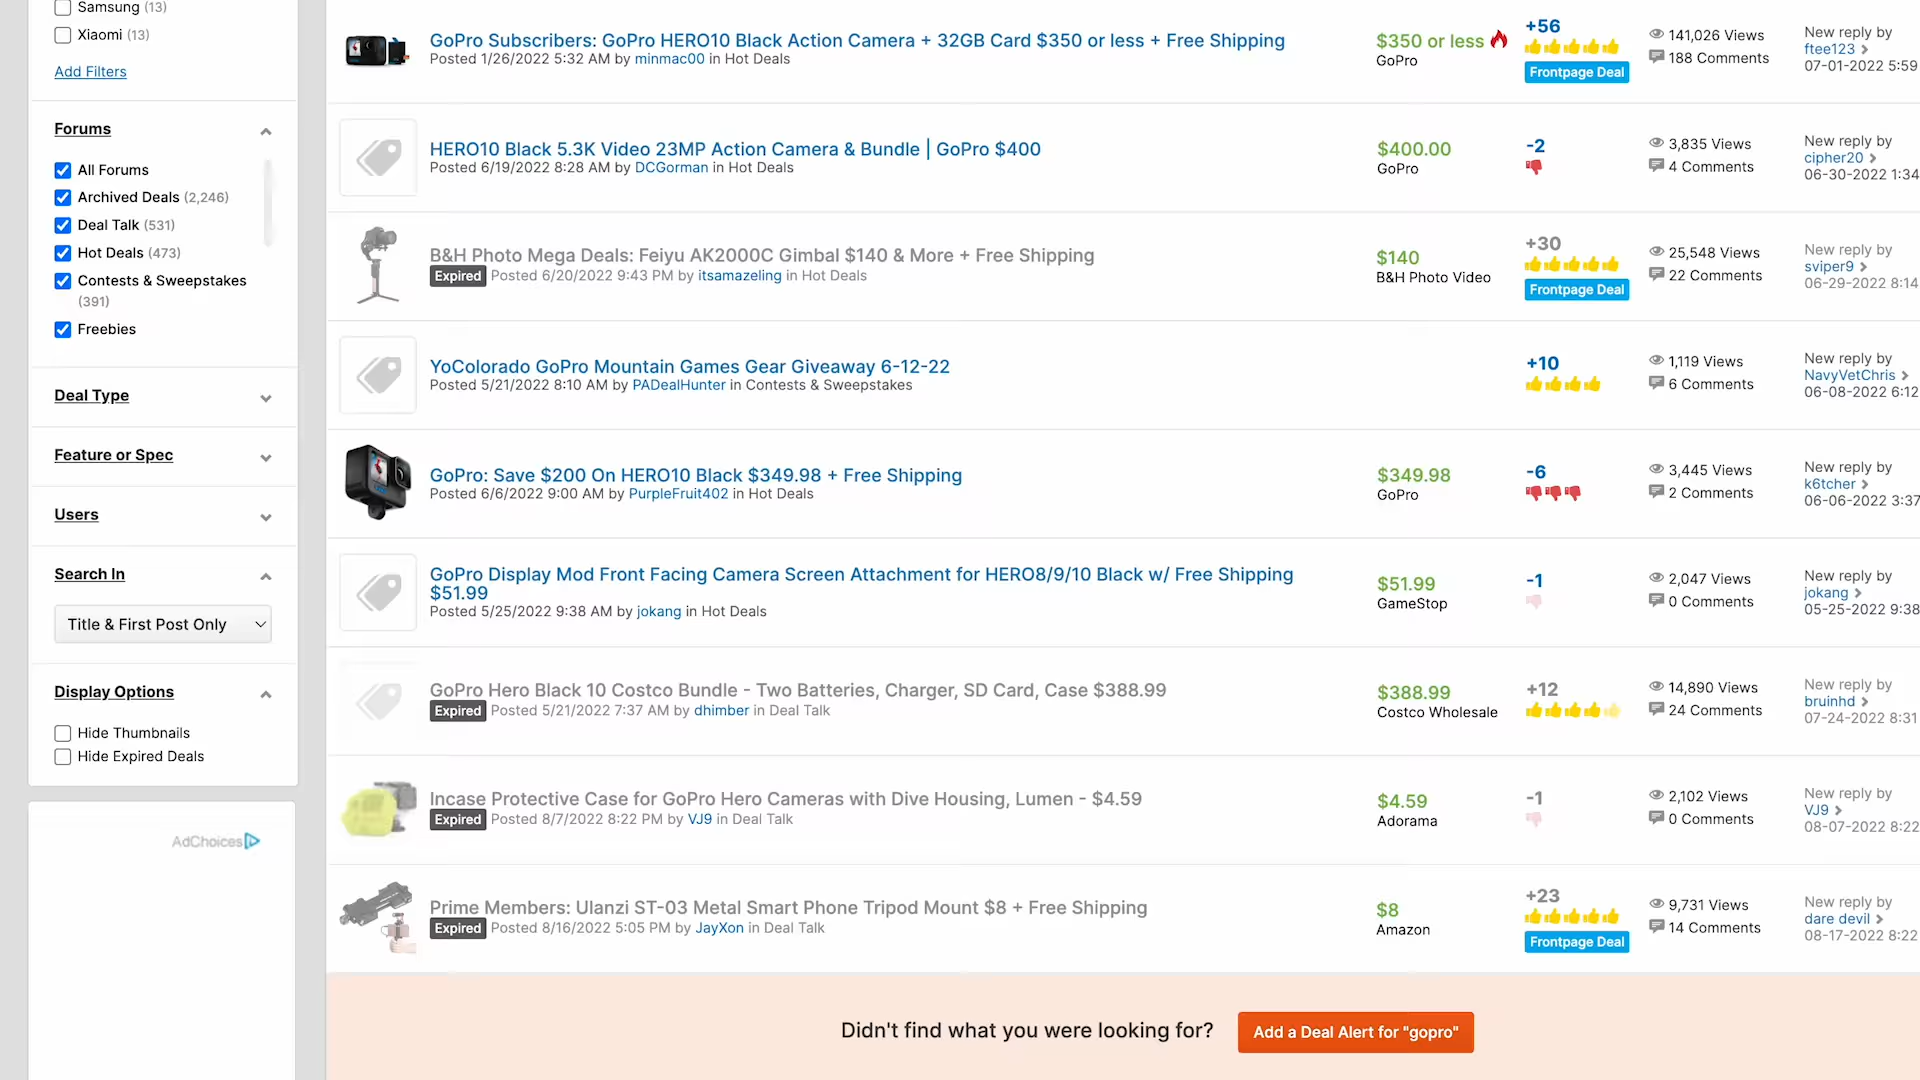 Samsung (13)
Xiaomi (13)
Add Filters
Forums
All Forums
Archived Deals (2,246)
Deal Talk (531)
Hot Deals (473)
Contests & Sweepstakes
(391)
Freebies
Deal Type
Feature or Spec
Users
Search In
Title & First Post Only
Display Options
Hide Thumbnails
Hide Expired Deals
AdChoices
GoPro Subscribers: GoPro HERO10 Black Action Camera + 32GB Card $350 or less + Free Shipping
Posted 1/26/2022 5:32 AM by minmac00 in Hot Deals
$350 or less
GoPro
+56
Frontpage Deal
141,026 Views
188 Comments
New reply by
ftee123
07-01-2022 5:59
HERO10 Black 5.3K Video 23MP Action Camera & Bundle | GoPro $400
Posted 6/19/2022 8:28 AM by DCGorman in Hot Deals
$400.00
GoPro
-2
3,835 Views
4 Comments
New reply by
cipher20
06-30-2022 1:34
B&H Photo Mega Deals: Feiyu AK2000C Gimbal $140 & More + Free Shipping
Expired Posted 6/20/2022 9:43 PM by itsamazeling in Hot Deals
$140
B&H Photo Video
+30
Frontpage Deal
25,548 Views
22 Comments
New reply by
sviper9
06-29-2022 8:14
YoColorado GoPro Mountain Games Gear Giveaway 6-12-22
Posted 5/21/2022 8:10 AM by PADealHunter in Contests & Sweepstakes
+10
1,119 Views
6 Comments
New reply by
NavyVetChris
06-08-2022 6:12
GoPro: Save $200 On HERO10 Black $349.98 + Free Shipping
Posted 6/6/2022 9:00 AM by PurpleFruit402 in Hot Deals
$349.98
GoPro
-6
3,445 Views
2 Comments
New reply by
k6tcher
06-06-2022 3:37
GoPro Display Mod Front Facing Camera Screen Attachment for HERO8/9/10 Black w/ Free Shipping
$51.99
Posted 5/25/2022 9:38 AM by jokang in Hot Deals
$51.99
GameStop
-1
2,047 Views
0 Comments
New reply by
jokang
05-25-2022 9:38
GoPro Hero Black 10 Costco Bundle - Two Batteries, Charger, SD Card, Case $388.99
Expired Posted 5/21/2022 7:37 AM by dhimber in Deal Talk
$388.99
Costco Wholesale
+12
14,890 Views
24 Comments
New reply by
bruinhd
07-24-2022 8:31
Incase Protective Case for GoPro Hero Cameras with Dive Housing, Lumen - $4.59
Expired Posted 8/7/2022 8:22 PM by VJ9 in Deal Talk
$4.59
Adorama
-1
2,102 Views
0 Comments
New reply by
VJ9
08-07-2022 8:22
Prime Members: Ulanzi ST-03 Metal Smart Phone Tripod Mount $8 + Free Shipping
Expired Posted 8/16/2022 5:05 PM by JayXon in Deal Talk
$8
Amazon
+23
Frontpage Deal
9,731 Views
14 Comments
New reply by
dare devil
08-17-2022 8:22
Didn't find what you were looking for?
Add a Deal Alert for "gopro"